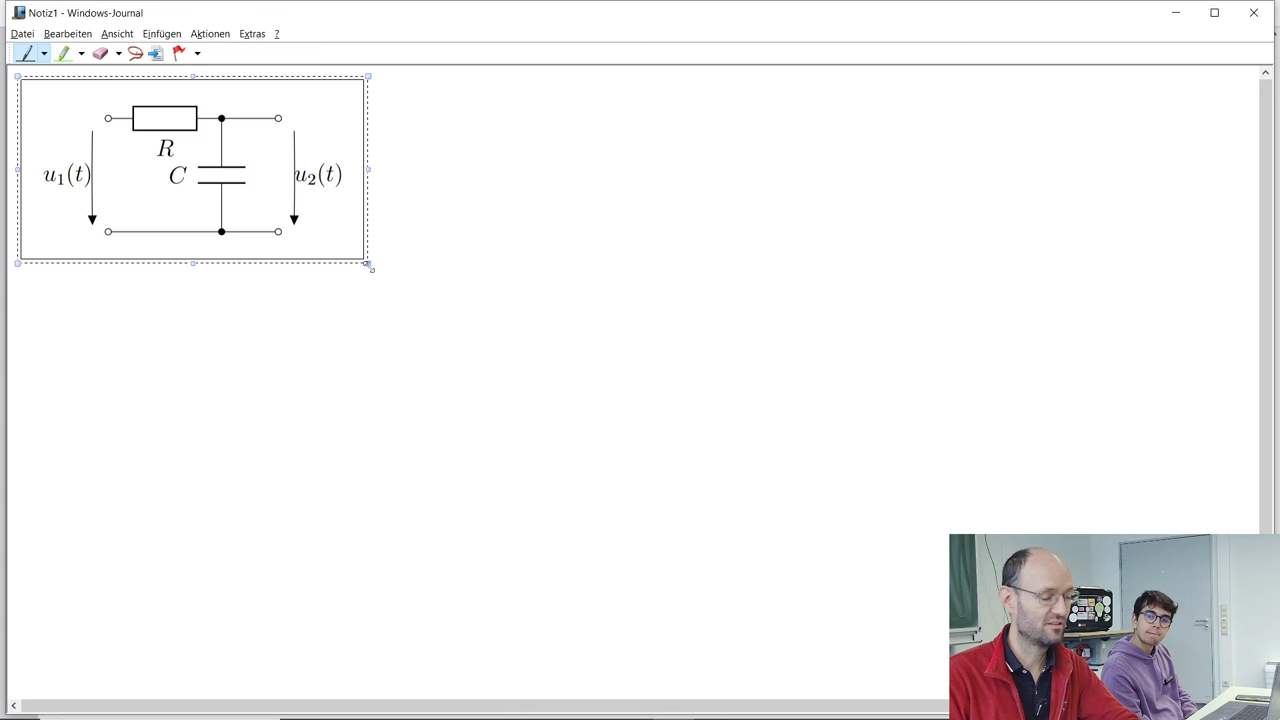 Notiz1 - Windows-Journal
Datei Bearbeiten Ansicht Einfügen Aktionen Extras ?
R
u₁(t) C u₂(t)